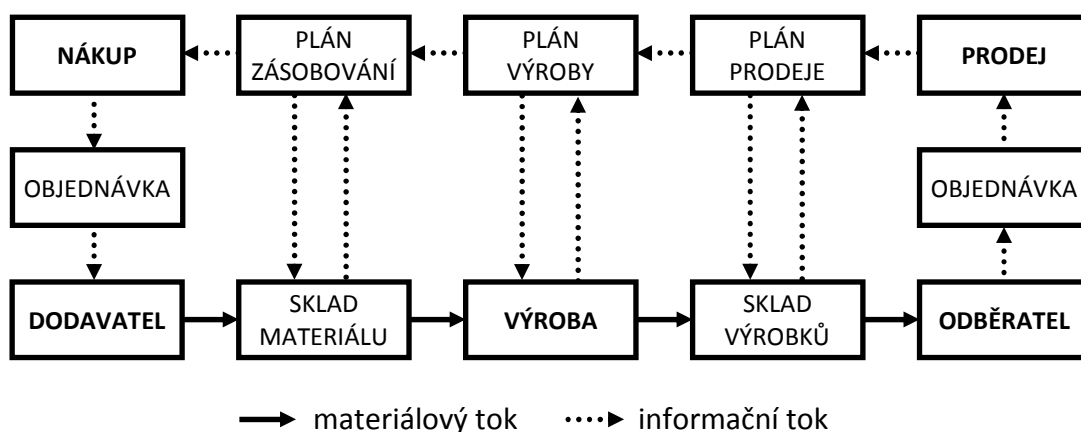 NÁKUP
PLÁN
ZÁSOBOVÁNÍ
PLÁN
VÝROBY
PLÁN
PRODEJE
PRODEJ
OBJEDNÁVKA
OBJEDNÁVKA
DODAVATEL
SKLAD
MATERIÁLU
VÝROBA
SKLAD
VÝROBKŮ
ODBĚRATEL
materiálový tok
informační tok